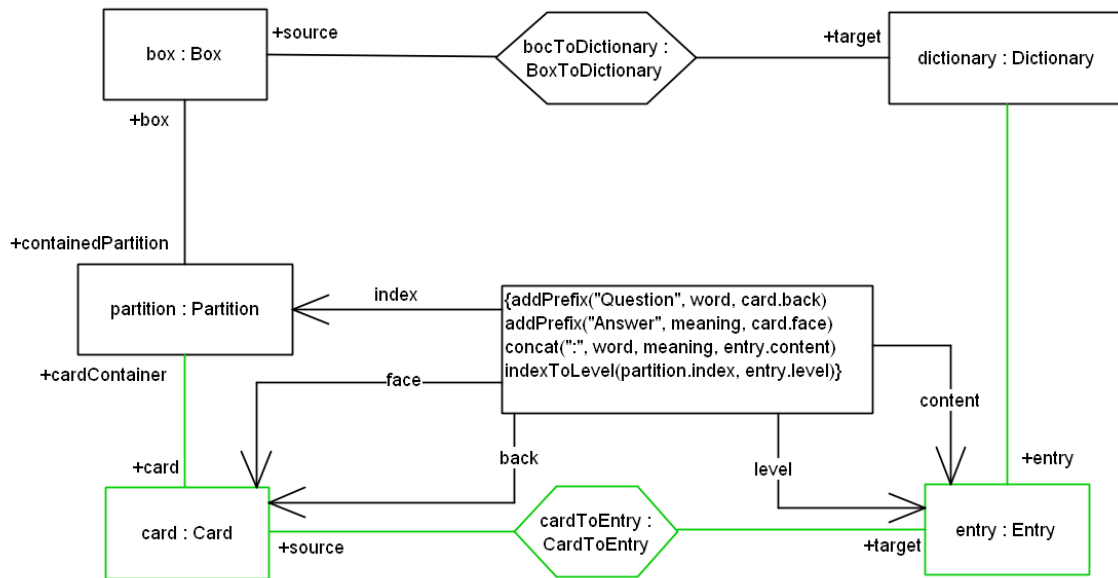 +source
bocToDictionary :
BoxToDictionary
+target
box : Box
dictionary : Dictionary
+box
+containedPartition
partition : Partition
index
{addPrefix("Question", word, card.back)
addPrefix("Answer", meaning, card.face)
concat(":", word, meaning, entry.content)
indexToLevel(partition.index, entry.level)}
+cardContainer
face
content
back
level
+card
+entry
card : Card
cardToEntry :
CardToEntry
entry : Entry
+source
+target